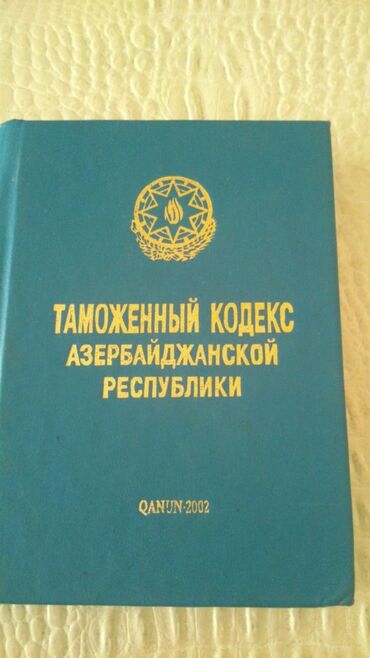 ТАМОЖЕННЫЙ КОДЕКС
АЗЕРБАЙДЖАНСКОЙ
РЕСПУБЛИКИ
QANUN-2002